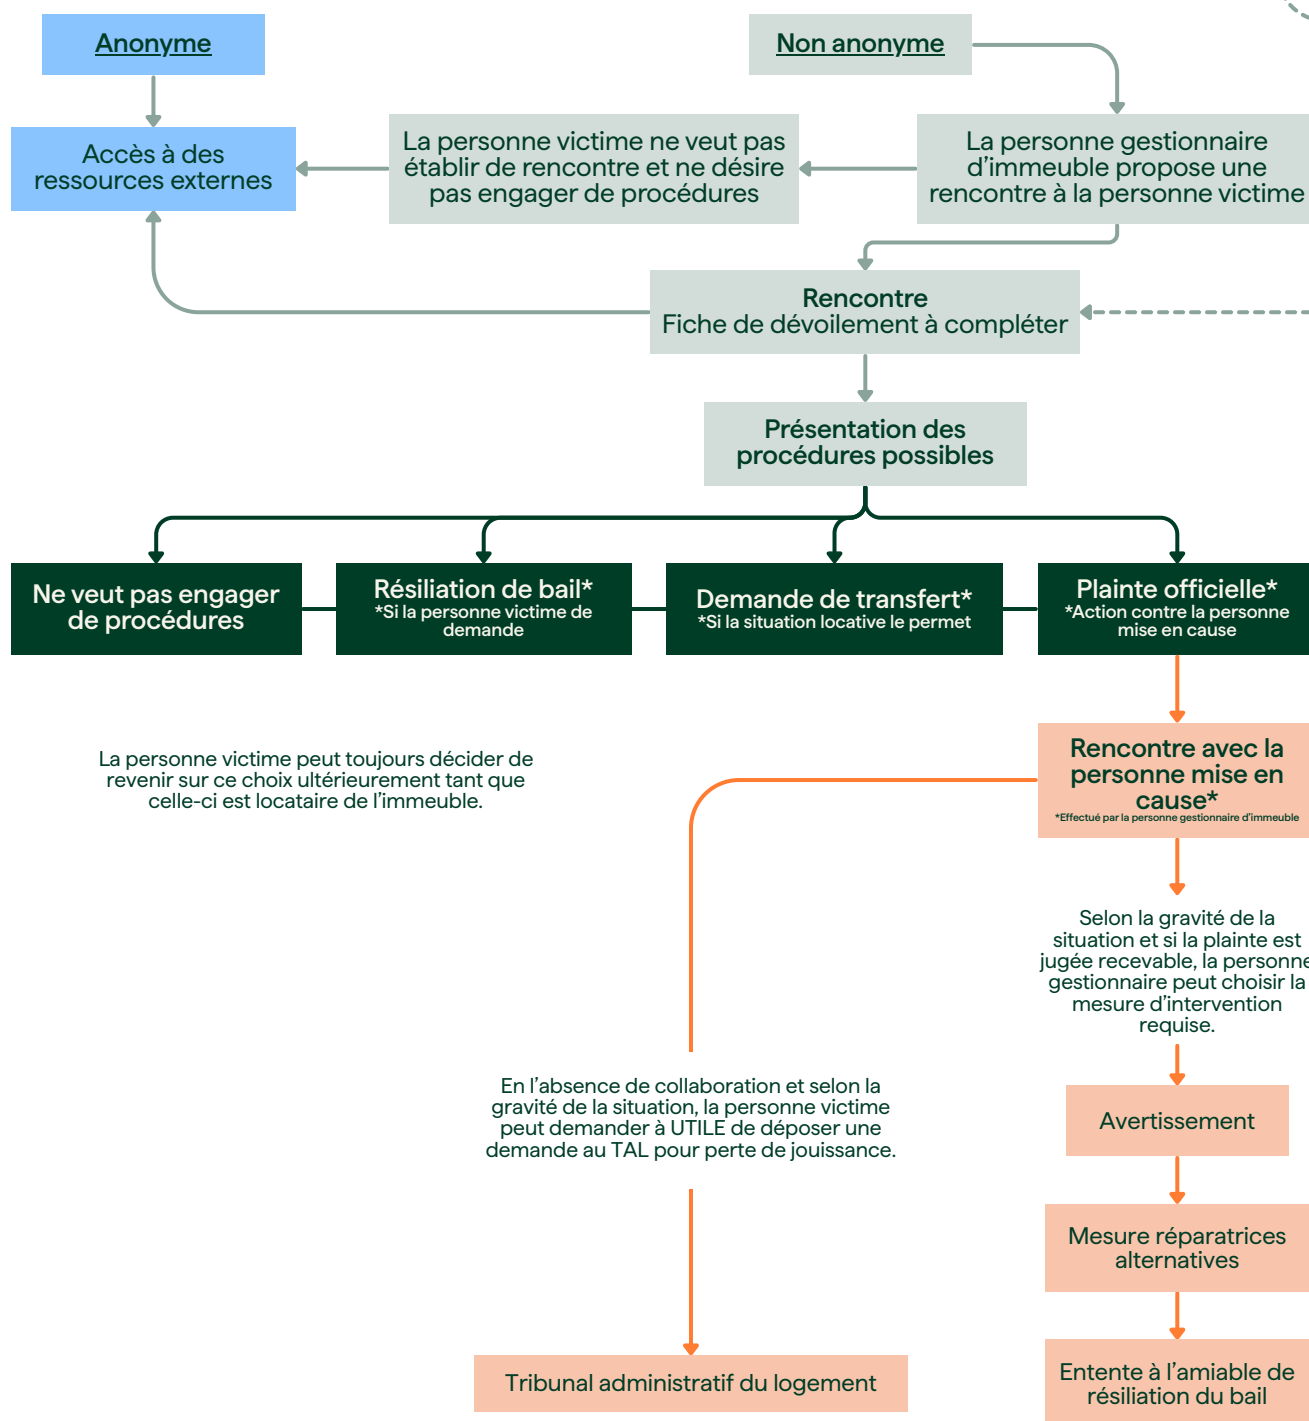 Anonyme
Non anonyme
Accès à des
ressources externes
La personne victime ne veut pas
établir de rencontre et ne désire
pas engager de procédures
La personne gestionnaire
d'immeuble propose une
rencontre à la personne victime
Rencontre
Fiche de dévoilement à compléter
Présentation des
procédures possibles
Ne veut pas engager
de procédures
Résiliation de bail*
*Si la personne victime de
demande
Demande de transfert*
*Si la situation locative le permet
Plainte officielle*
*Action contre la personne
mise en cause
La personne victime peut toujours décider de
revenir sur ce choix ultérieurement tant que
celle-ci est locataire de l'immeuble.
Rencontre avec la
personne mise en
cause*
*Effectué par la personne gestionnaire d'immeuble
Selon la gravité de la
situation et si la plainte est
jugée recevable, la personne
gestionnaire peut choisir la
mesure d'intervention
requise.
En l'absence de collaboration et selon la
gravité de la situation, la personne victime
peut demander à UTILE de déposer une
demande au TAL pour perte de jouissance.
Avertissement
Mesure réparatrices
alternatives
Tribunal administratif du logement
Entente à l'amiable de
résiliation du bail